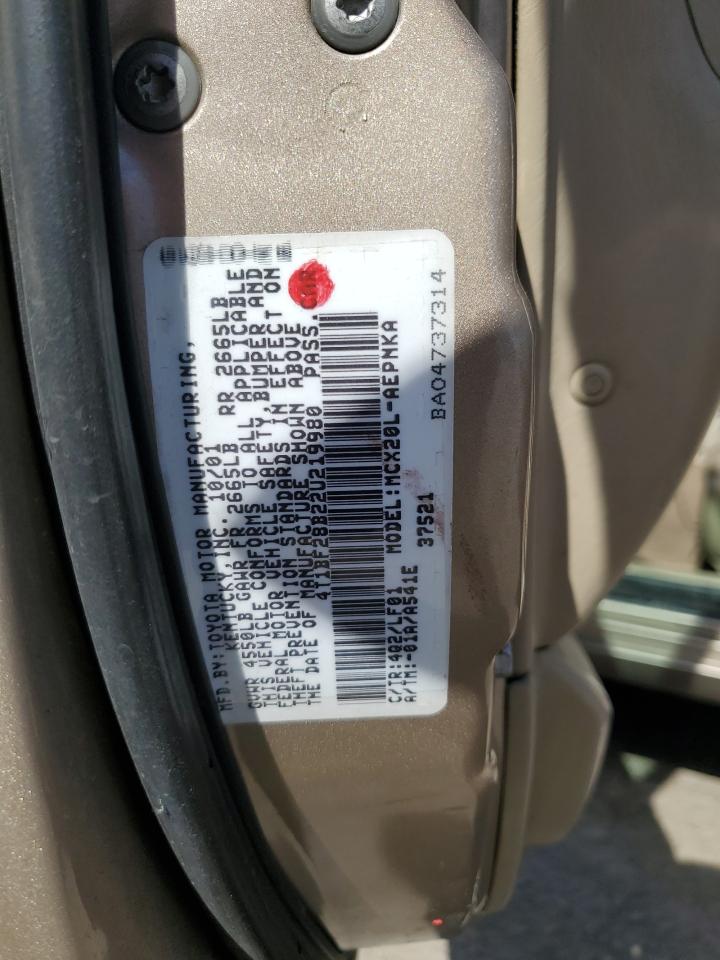 MFD.BY:TOYOTA MOTOR MANUFACTURING,
KENTUCKY,INC. 10/01
GVWR 4550LB GAWR FR 2665LB RR 2665LB
THIS VEHICLE CONFORMS TO ALL APPLICABLE
FEDERAL MOTOR VEHICLE SAFETY,BUMPER AND
THEFT PREVENTION STANDARDS IN EFFECT ON
THE DATE OF MANUFACTURE SHOWN ABOVE
4T1BF28B22U219980 PASS. CAR
C/TR:4Q2/LF01 MODEL:MCX20L-AEPNKA
A/TM:-01A/A541E 37521
BA04737314